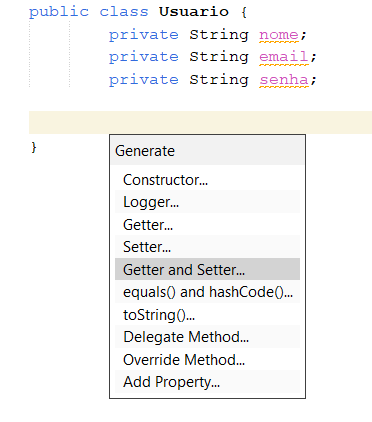 public class Usuario {
private String nome;
private String email;
private String senha;
}
Generate
Constructor...
Logger...
Getter...
Setter...
Getter and Setter...
equals() and hashCode()...
toString()...
Delegate Method...
Override Method...
Add Property...